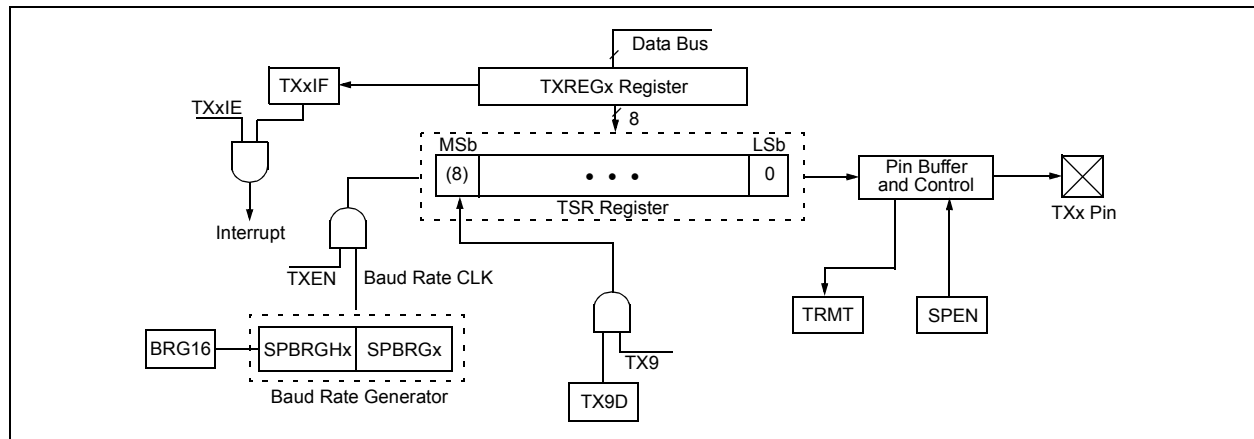 Data Bus
TXxIF
TXREGx Register
TXxIE
8
MSb
LSb
(8)
• • •
0
Pin Buffer
and Control
TSR Register
TXx Pin
Interrupt
TXEN
Baud Rate CLK
TRMT
SPEN
BRG16
SPBRGHx
SPBRGx
TX9
Baud Rate Generator
TX9D